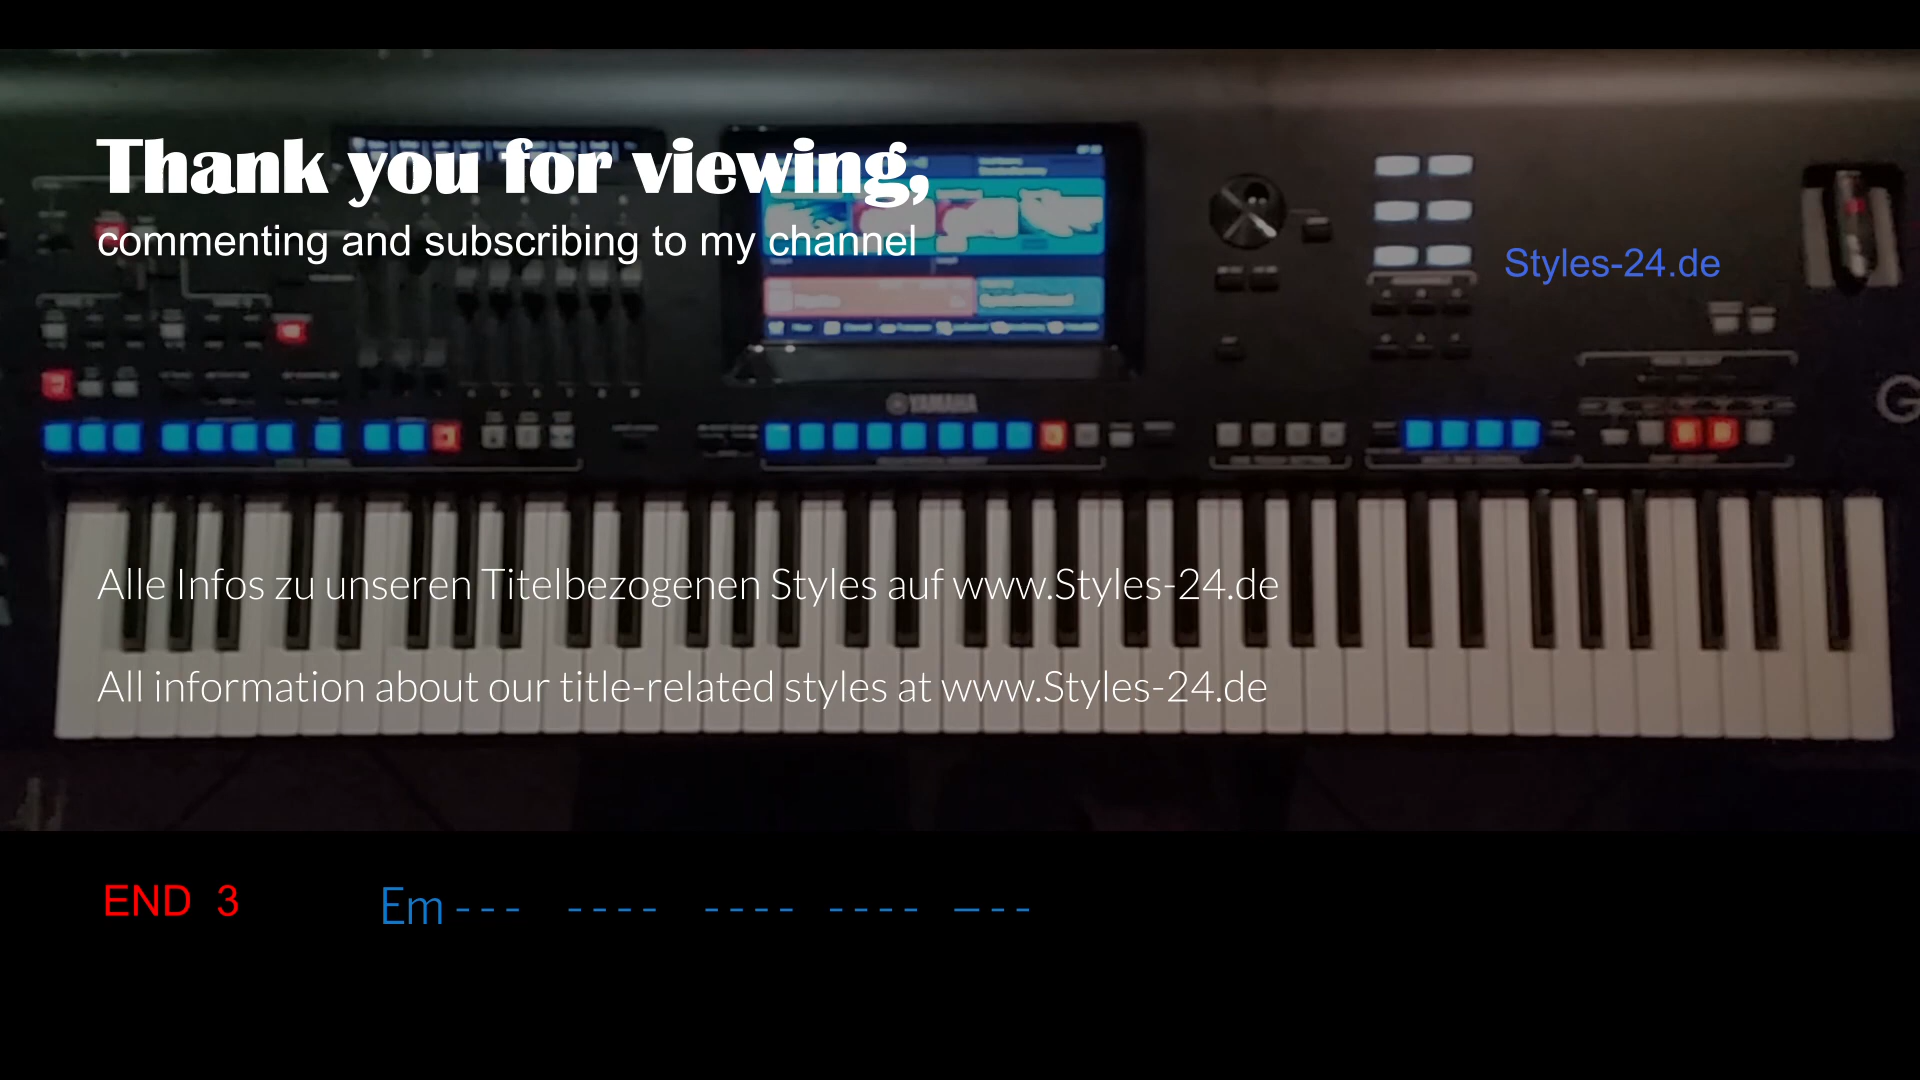 Thank you for viewing,
commenting and subscribing to my channel
Styles-24.de
YAMAHA
G
Alle Infos zu unseren Titelbezogenen Styles auf www.Styles-24.de
All information about our title-related styles at www.Styles-24.de
END 3 Em - - - - - - - - - - - - - - - – - -